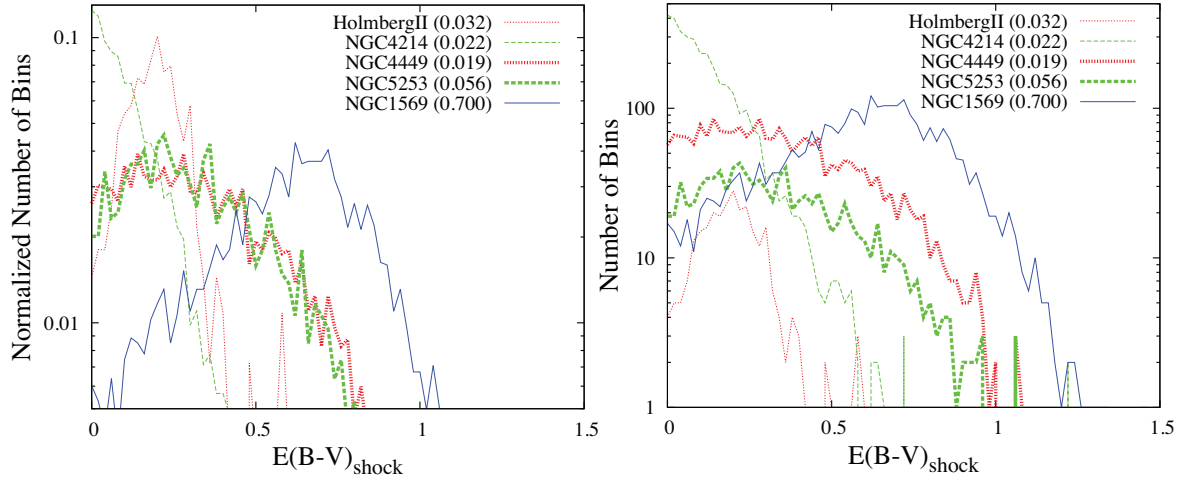 Normalized Number of Bins
0.1
0.01
HolmbergII (0.032)
NGC4214 (0.022)
NGC4449 (0.019)
NGC5253 (0.056)
NGC1569 (0.700)
0
0.5
1
1.5
E(B-V)shock
Number of Bins
100
10
1
HolmbergII (0.032)
NGC4214 (0.022)
NGC4449 (0.019)
NGC5253 (0.056)
NGC1569 (0.700)
0
0.5
1
1.5
E(B-V)shock